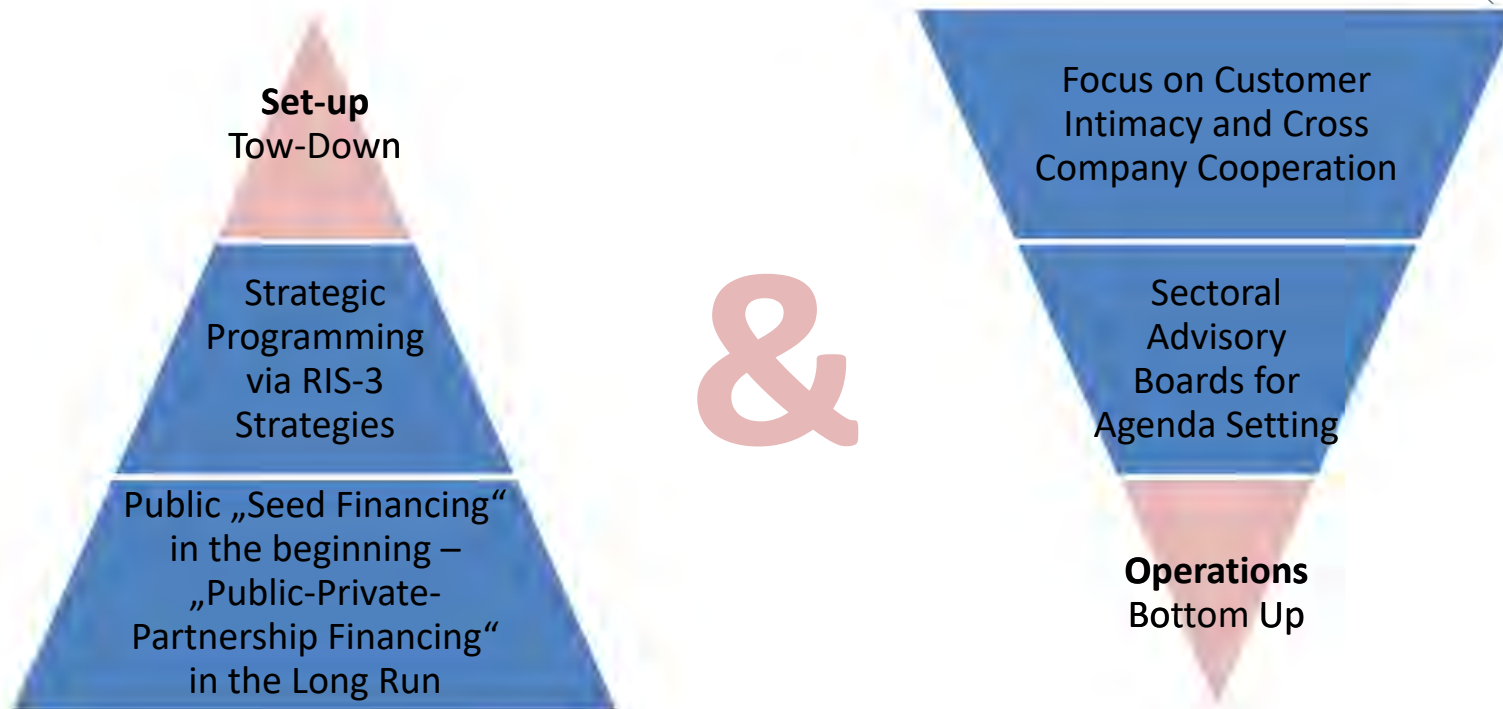 Set-up
Tow-Down
Strategic
Programming
via RIS-3
Strategies
Public „Seed Financing“
in the beginning –
„Public-Private-
Partnership Financing“
in the Long Run
&
Focus on Customer
Intimacy and Cross
Company Cooperation
Sectoral
Advisory
Boards for
Agenda Setting
Operations
Bottom Up